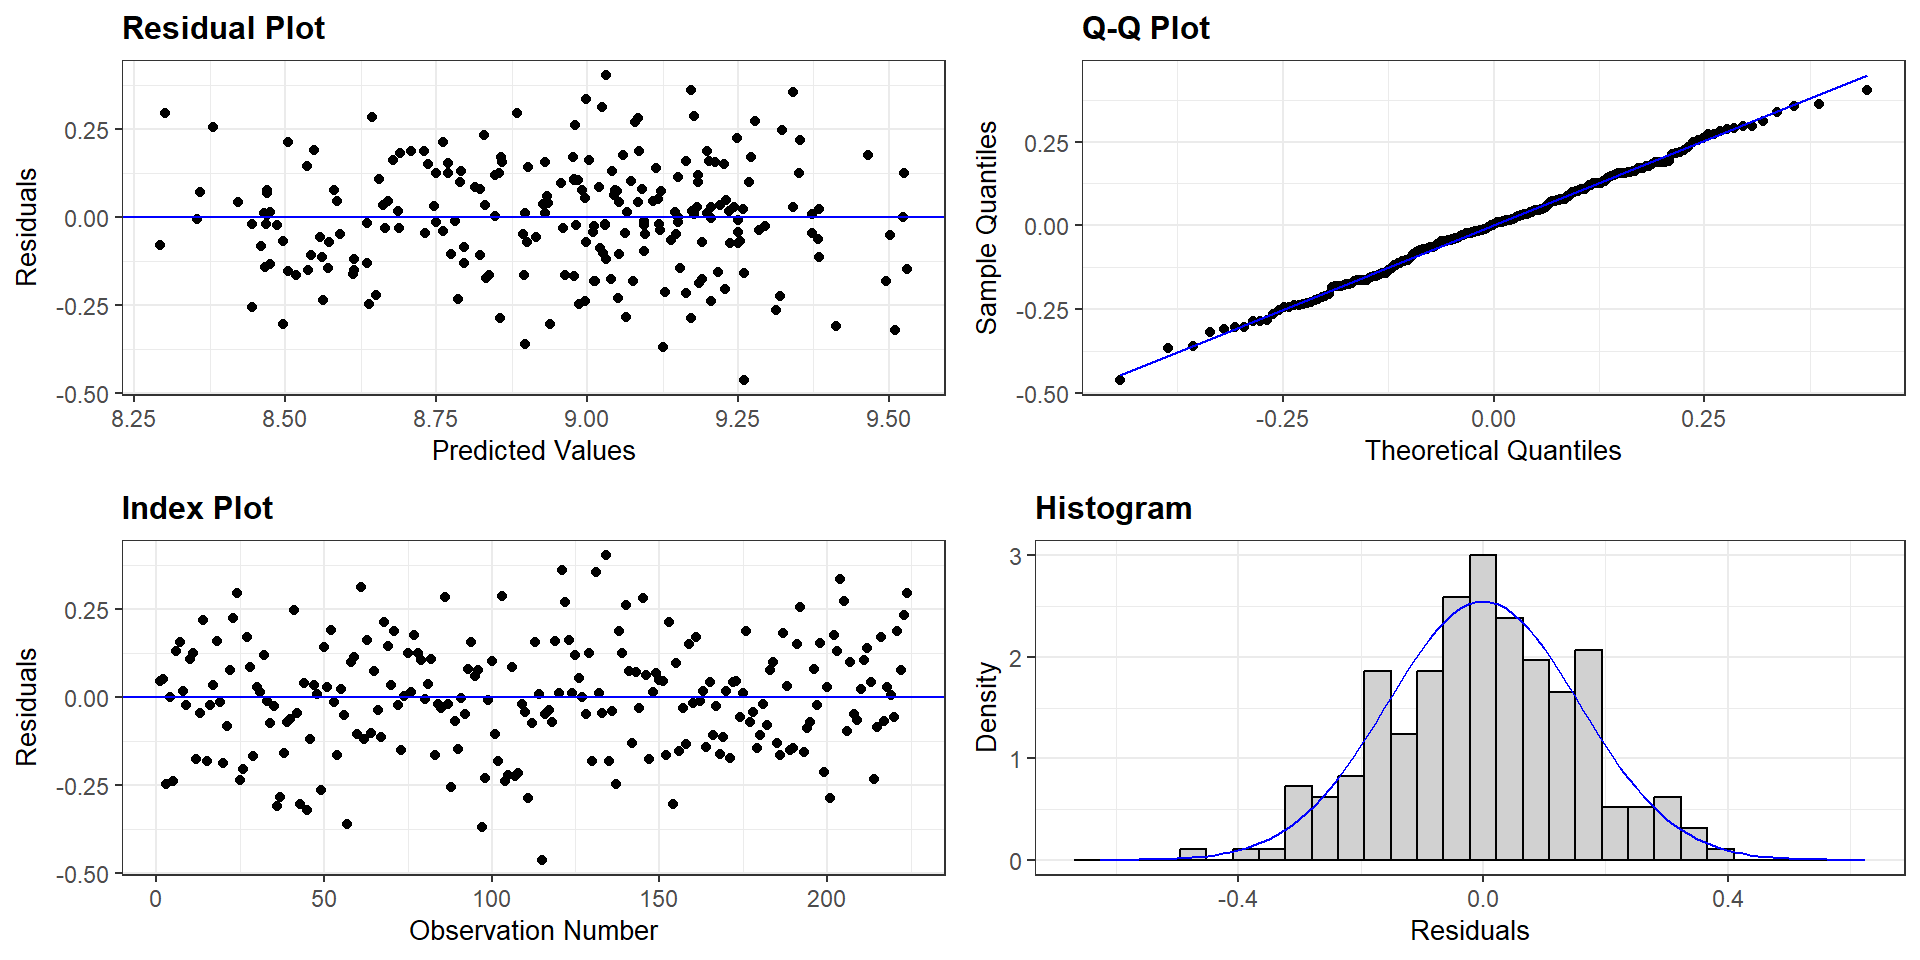 Residual Plot
Residuals
0.25
0.00
-0.25
-0.50
8.25 8.50 8.75 9.00 9.25 9.50
Predicted Values
Q-Q Plot
Sample Quantiles
0.25
0.00
-0.25
-0.50
-0.25 0.00 0.25
Theoretical Quantiles
Index Plot
Residuals
0.25
0.00
-0.25
-0.50
0 50 100 150 200
Observation Number
Histogram
Density
3
2
1
0
-0.4 0.0 0.4
Residuals